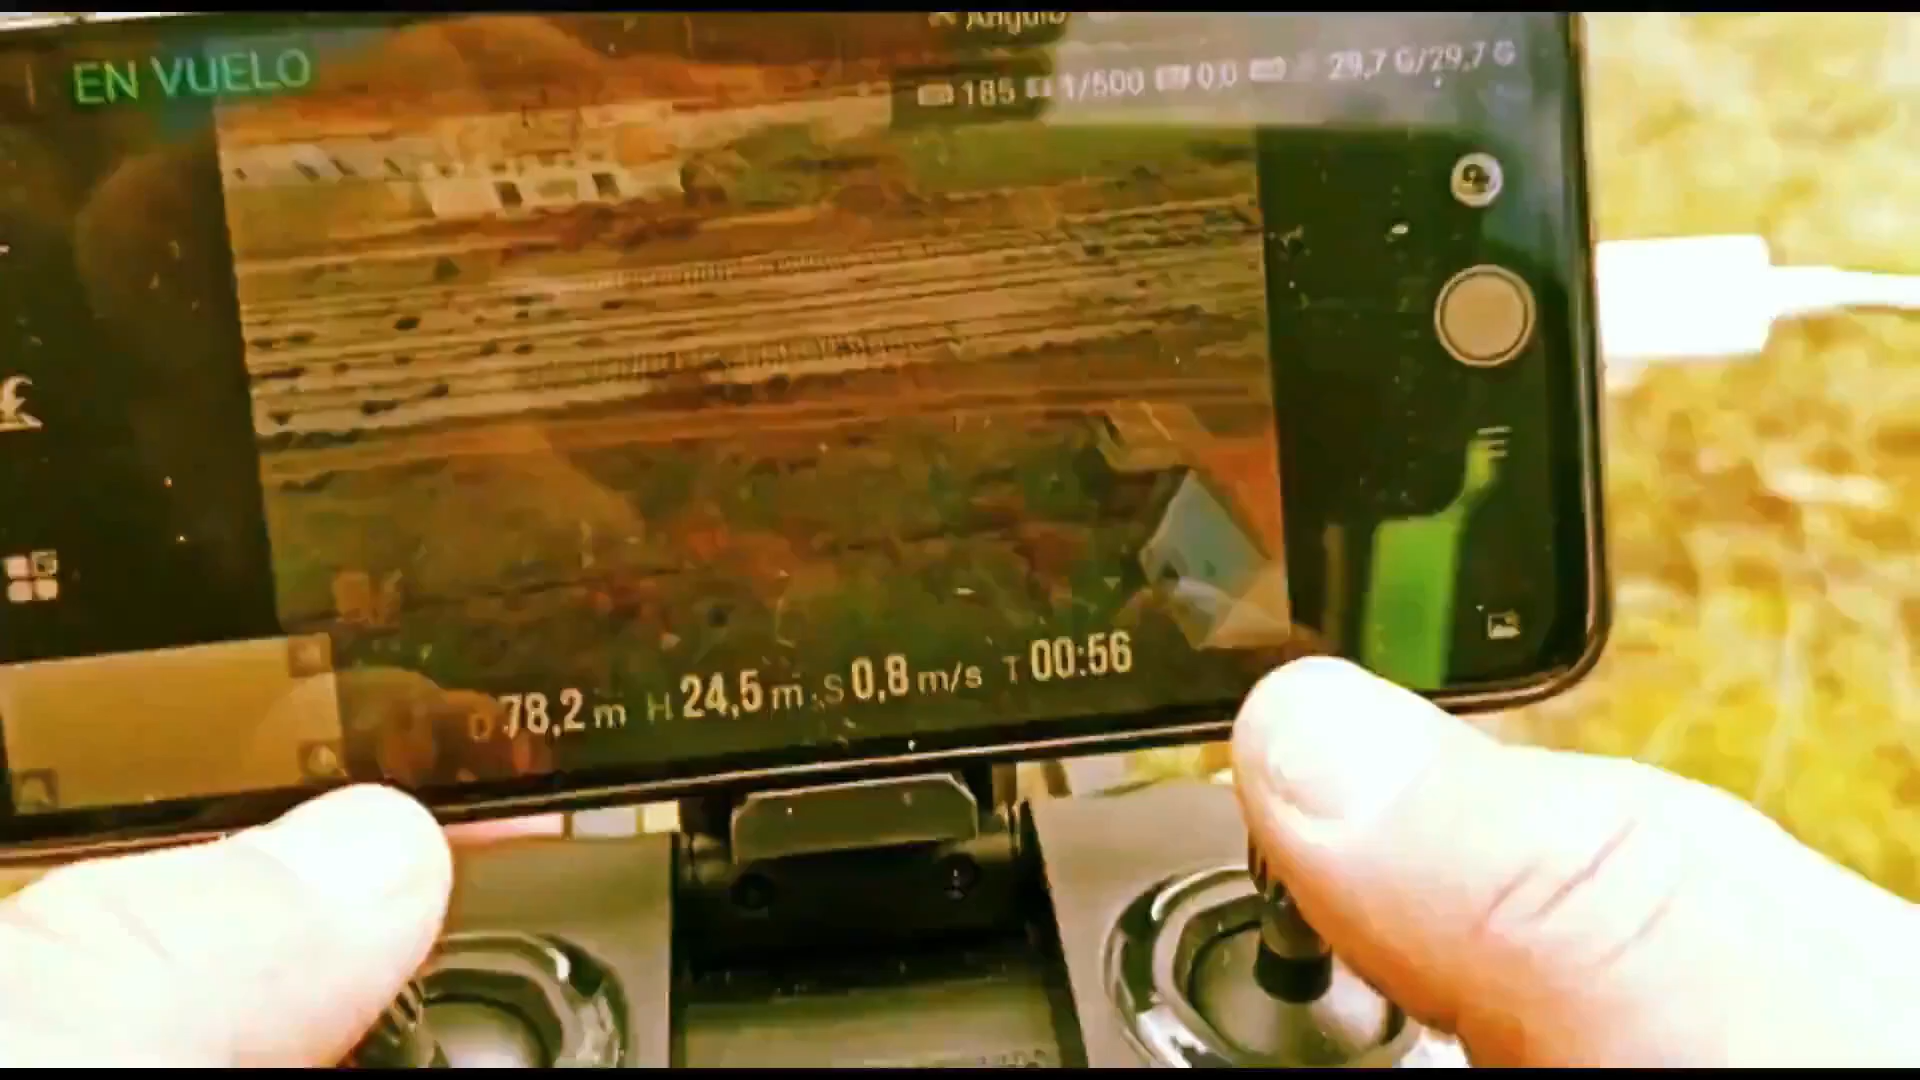 Ángulo
EN VUELO
185 1/500 0,0 29,7 G/29,7 G
D 78,2 m H 24,5 m S 0,8 m/s T 00:56